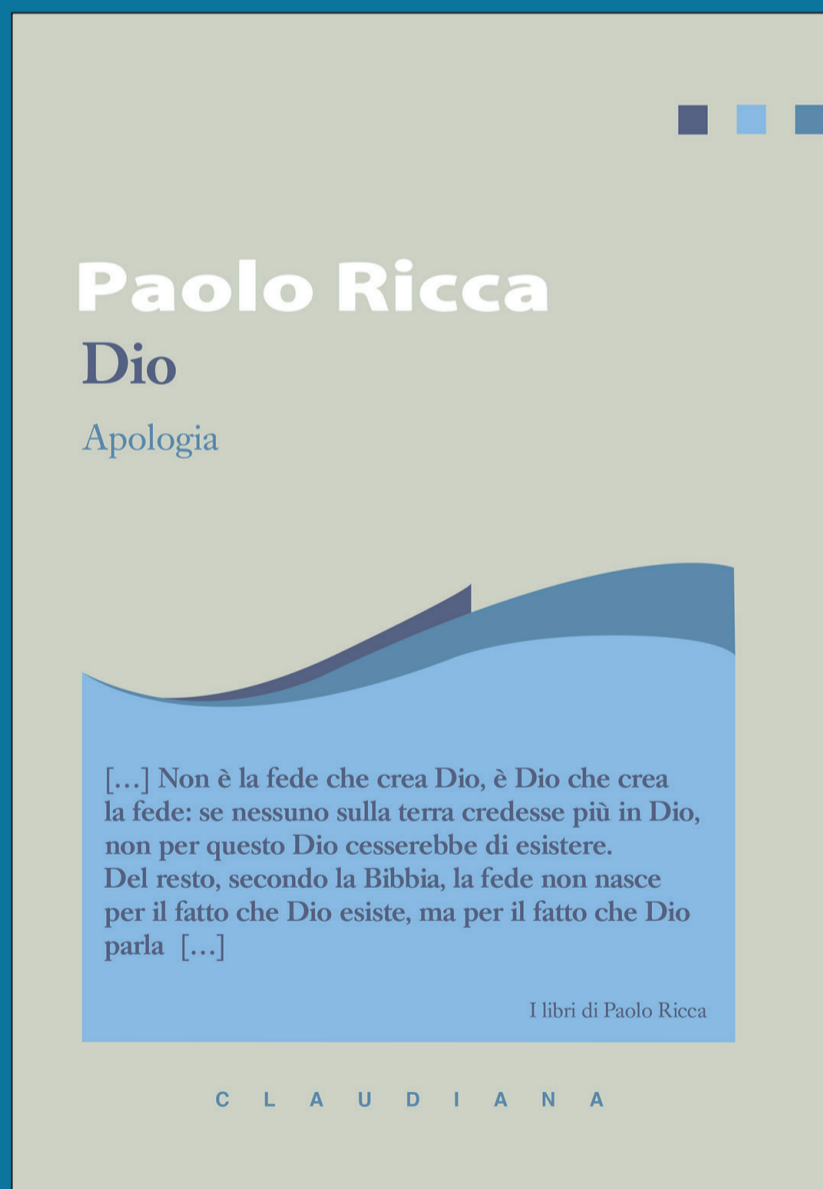 Paolo Ricca
Dio
Apologia
[…] Non è la fede che crea Dio, è Dio che crea
la fede: se nessuno sulla terra credesse più in Dio,
non per questo Dio cesserebbe di esistere.
Del resto, secondo la Bibbia, la fede non nasce
per il fatto che Dio esiste, ma per il fatto che Dio
parla […]
I libri di Paolo Ricca
CLAUDIANA